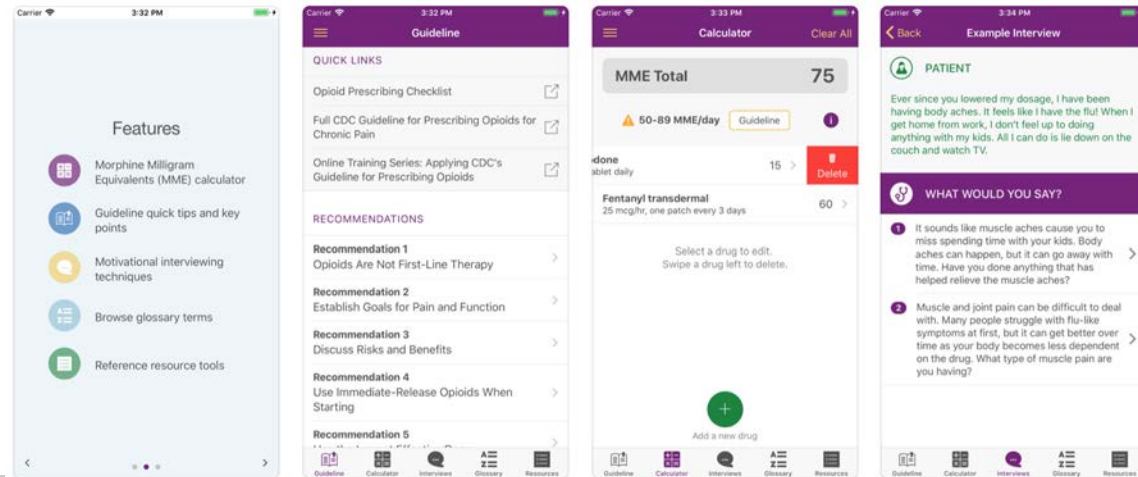 Carrier 3:32 PM
Features
Morphine Milligram
Equivalents (MME) calculator
Guideline quick tips and key
points
Motivational interviewing
techniques
Browse glossary terms
Reference resource tools
Carrier 3:32 PM
Guideline
QUICK LINKS
Opioid Prescribing Checklist
Full CDC Guideline for Prescribing Opioids for
Chronic Pain
Online Training Series: Applying CDC's
Guideline for Prescribing Opioids
RECOMMENDATIONS
Recommendation 1
Opioids Are Not First-Line Therapy
Recommendation 2
Establish Goals for Pain and Function
Recommendation 3
Discuss Risks and Benefits
Recommendation 4
Use Immediate-Release Opioids When
Starting
Recommendation 5
Guideline Calculator Interviews Glossary Resources
Carrier 3:33 PM
Calculator Clear All
MME Total 75
50-89 MME/day Guideline
done
ablet daily
15
Delete
Fentanyl transdermal
25 mcg/hr, one patch every 3 days
60
Select a drug to edit.
Swipe a drug left to delete.
Add a new drug
Guideline Calculator Interviews Glossary Resources
Carrier 3:34 PM
Back Example Interview
PATIENT
Ever since you lowered my dosage, I have been
having body aches. It feels like I have the flu! When I
get home from work, I don't feel up to doing
anything with my kids. All I can do is lie down on the
couch and watch TV.
WHAT WOULD YOU SAY?
1 It sounds like muscle aches cause you to
miss spending time with your kids. Body
aches can happen, but it can go away with
time. Have you done anything that has
helped relieve the muscle aches?
2 Muscle and joint pain can be difficult to deal
with. Many people struggle with flu-like
symptoms at first, but it can get better over
time as your body becomes less dependent
on the drug. What type of muscle pain are
you having?
Guideline Calculator Interviews Glossary Resources